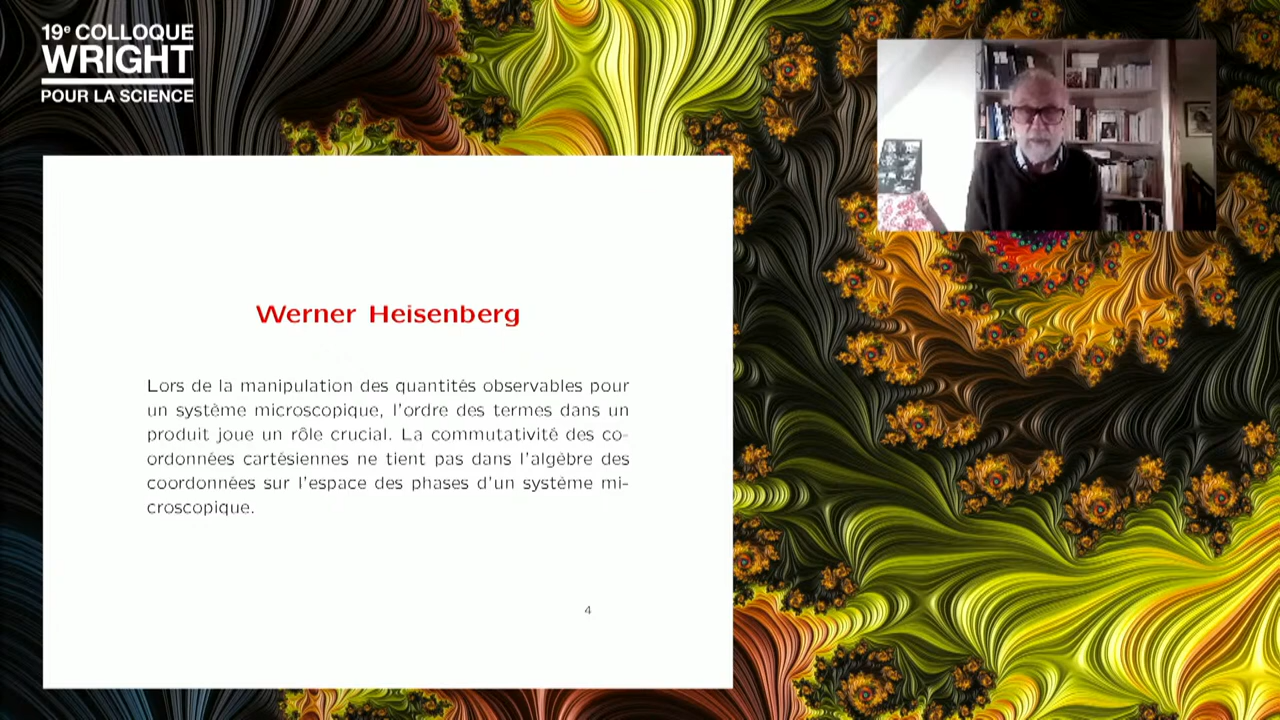 19e COLLOQUE
WRIGHT
POUR LA SCIENCE
Werner Heisenberg
Lors de la manipulation des quantités observables pour
un système microscopique, l'ordre des termes dans un
produit joue un rôle crucial. La commutativité des co-
ordonnées cartésiennes ne tient pas dans l'algèbre des
coordonnées sur l'espace des phases d'un système mi-
croscopique.
4